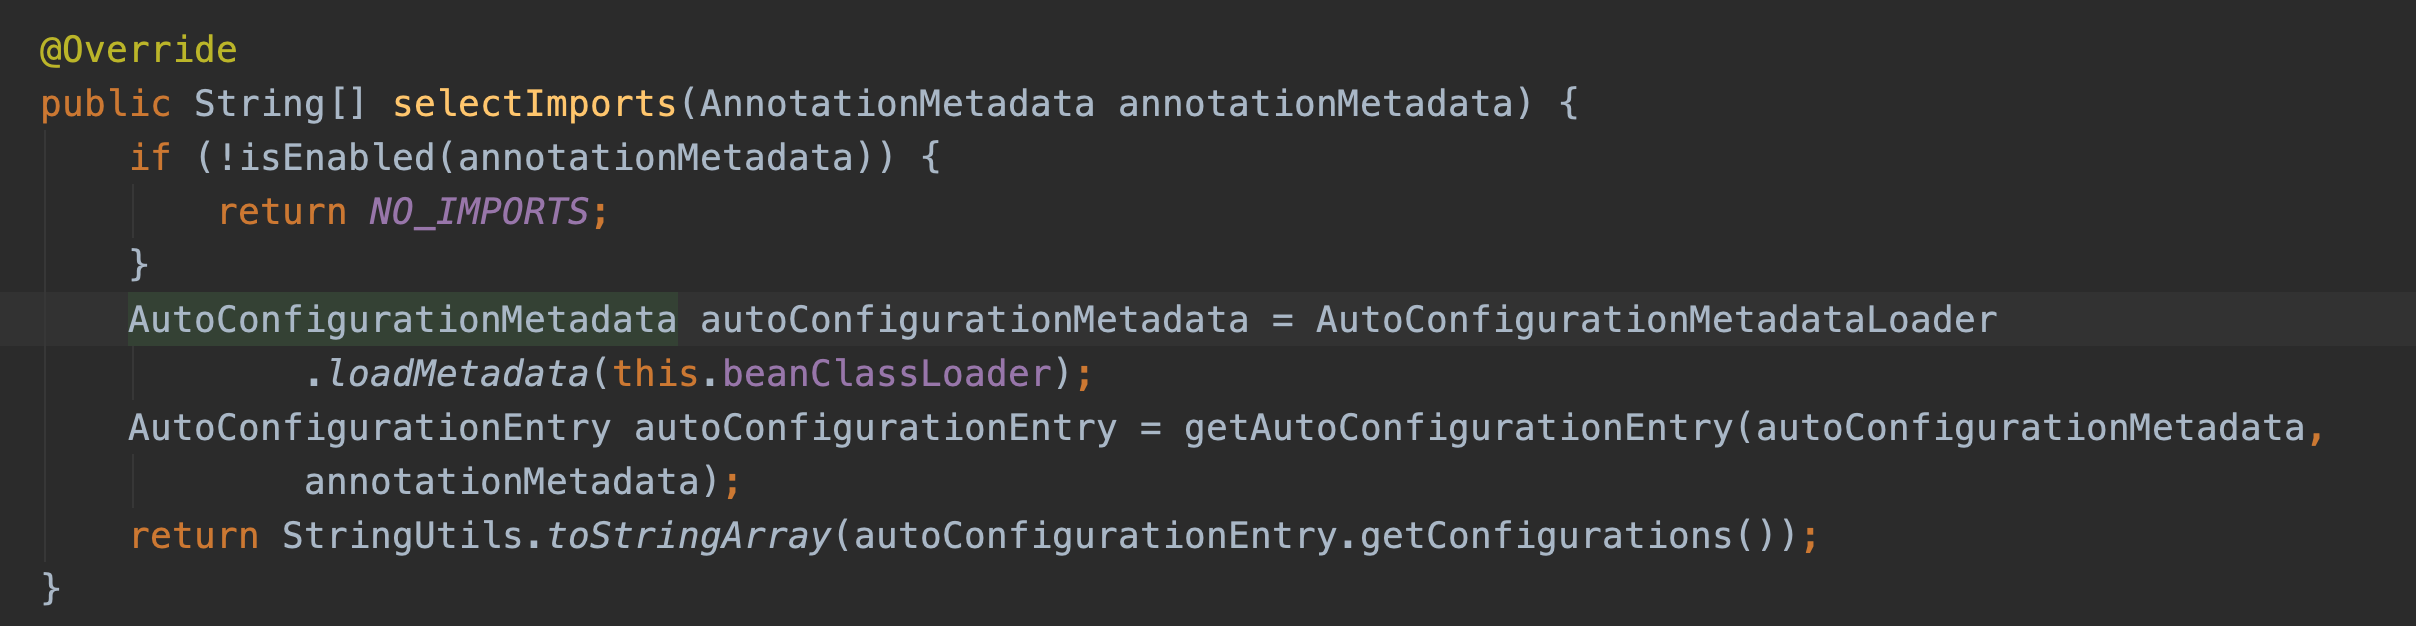 @Override
public String[] selectImports(AnnotationMetadata annotationMetadata) {
    if (!isEnabled(annotationMetadata)) {
        return NO_IMPORTS;
    }
    AutoConfigurationMetadata autoConfigurationMetadata = AutoConfigurationMetadataLoader
            .loadMetadata(this.beanClassLoader);
    AutoConfigurationEntry autoConfigurationEntry = getAutoConfigurationEntry(autoConfigurationMetadata,
            annotationMetadata);
    return StringUtils.toStringArray(autoConfigurationEntry.getConfigurations());
}